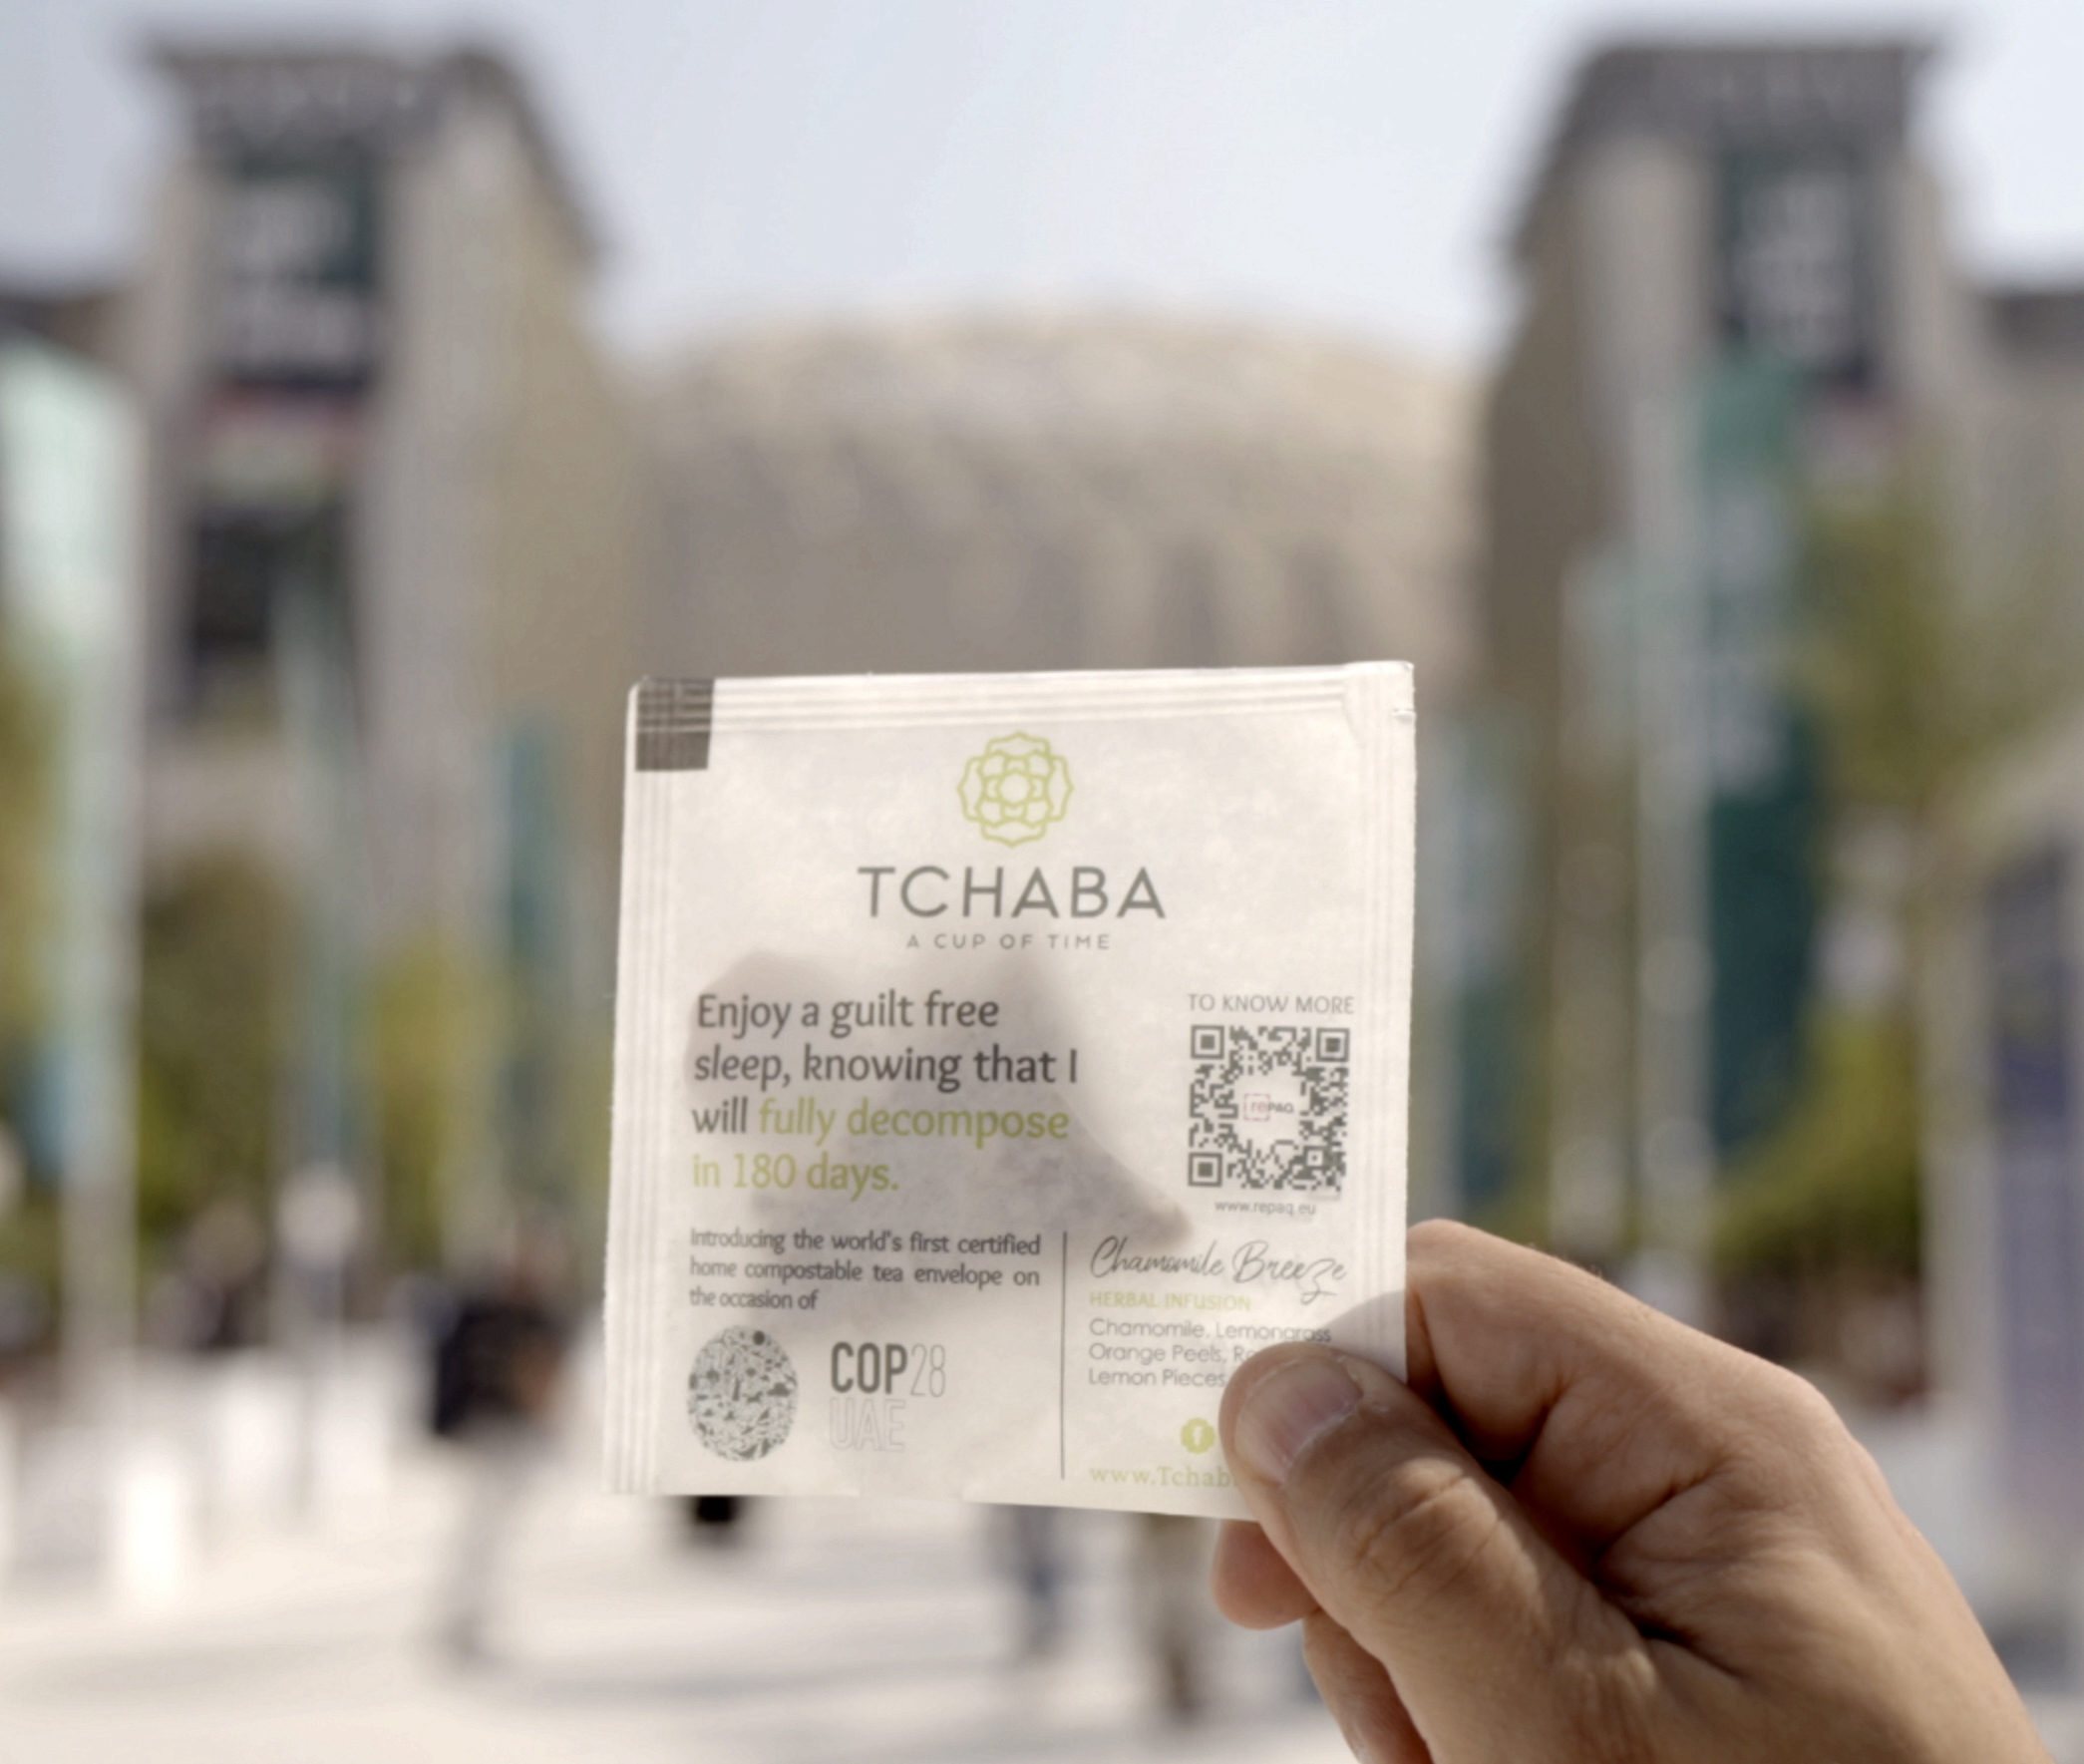 TCHABA
A CUP OF TIME
Enjoy a guilt free
sleep, knowing that I
will fully decompose
in 180 days.
TO KNOW MORE
rePAQ
www.repaq.eu
Introducing the world's first certified
home compostable tea envelope on
the occasion of
COP28
UAE
Chamomile Breeze
HERBAL INFUSION
Chamomile, Lemongrass
Orange Peels,
Lemon Pieces
f